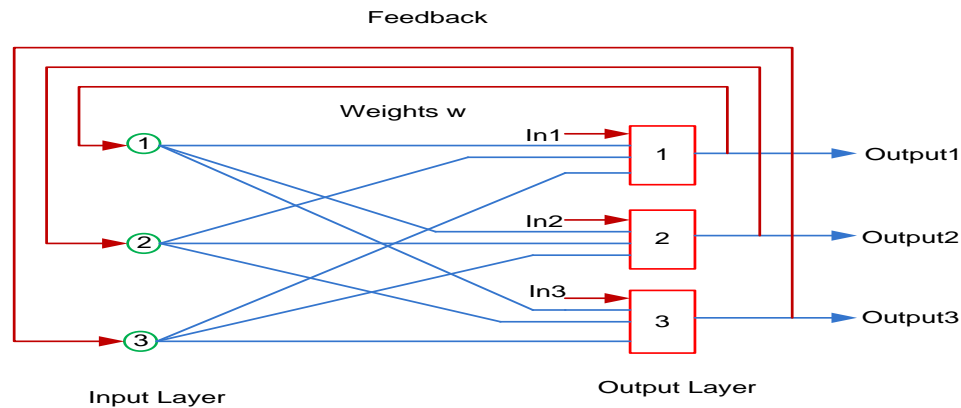 Feedback
Weights w
In1
1
1
Output1
In2
2
2
Output2
In3
3
3
Output3
Input Layer
Output Layer